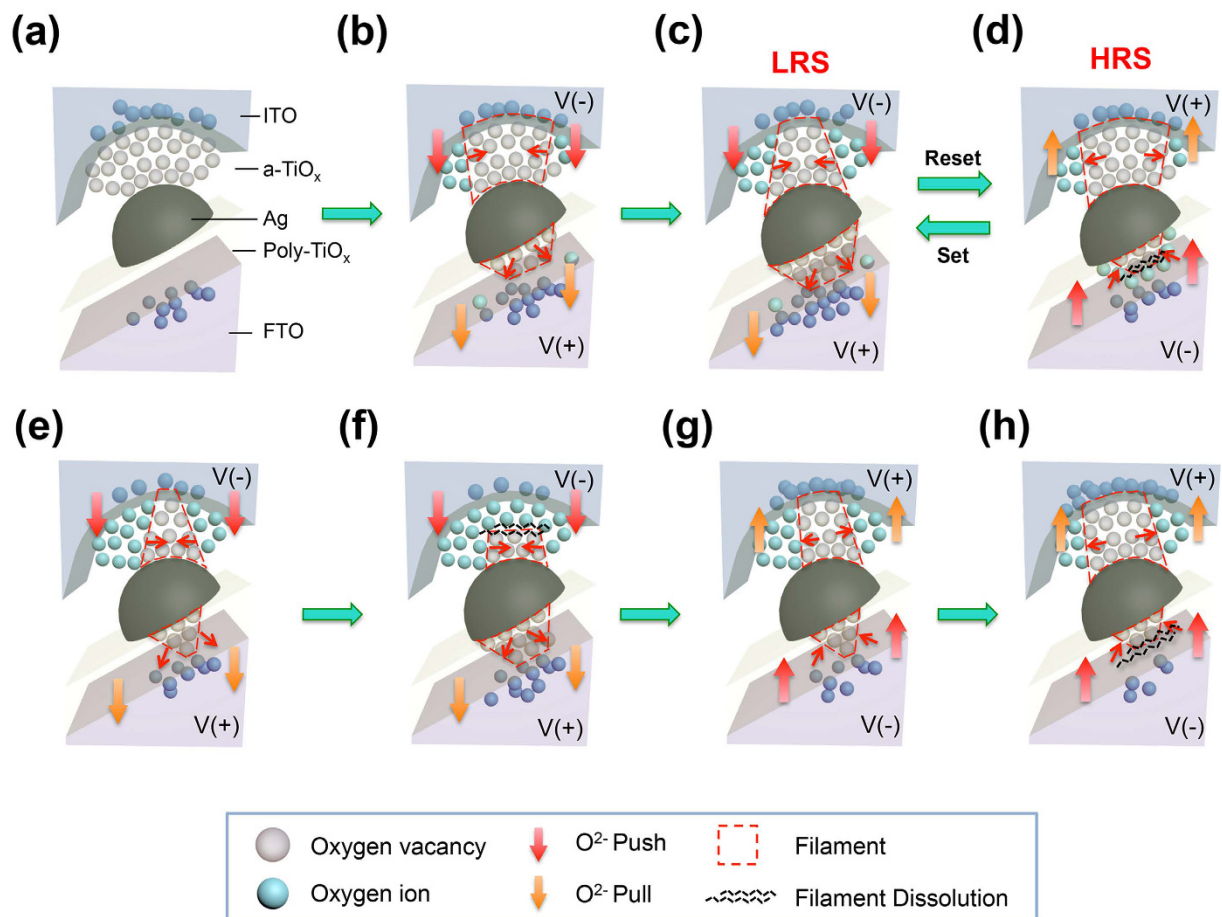 (a)
(b)
(c)
(d)
LRS
HRS
ITO
a-TiOx
Ag
Poly-TiOx
FTO
V(-)
V(+)
V(-)
V(+)
Reset
Set
V(+)
V(-)
(e)
(f)
(g)
(h)
V(-)
V(+)
V(-)
V(+)
V(+)
V(-)
V(+)
V(-)
Oxygen vacancy
O2- Push
Filament
Oxygen ion
O2- Pull
Filament Dissolution